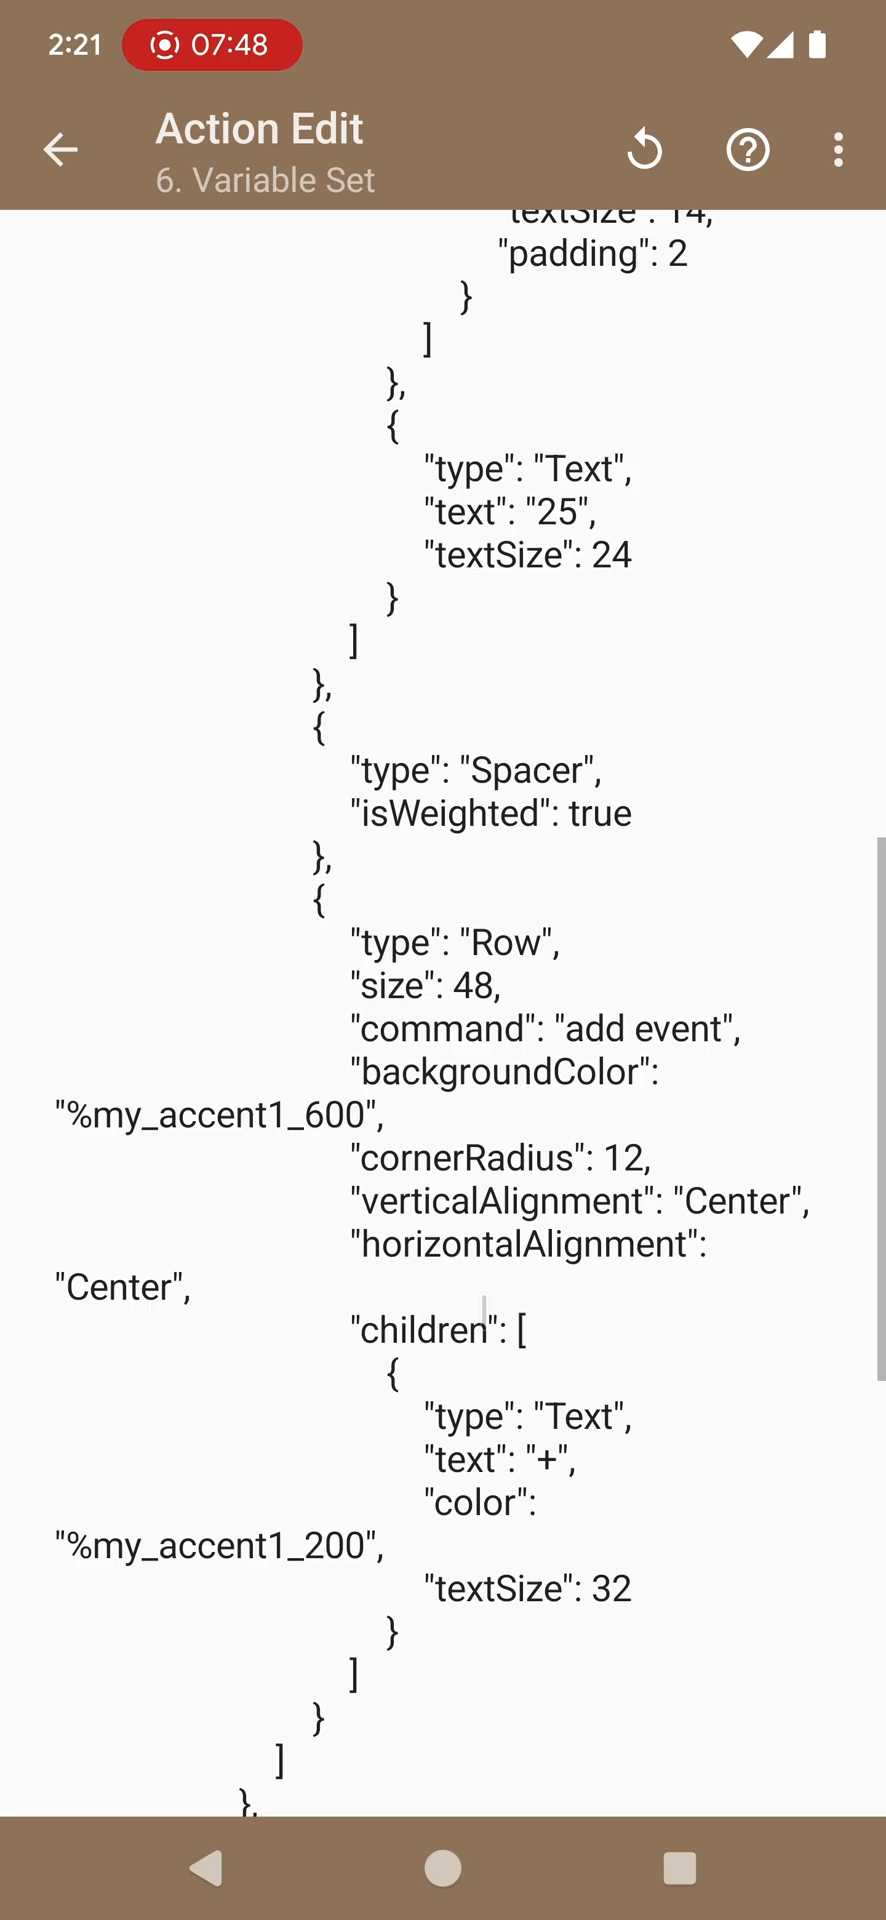 2:21 07:48
Action Edit
6. Variable Set
"textSize": 14,
"padding": 2
}
]
},
{
"type": "Text",
"text": "25",
"textSize": 24
}
]
},
{
"type": "Spacer",
"isWeighted": true
},
{
"type": "Row",
"size": 48,
"command": "add event",
"backgroundColor":
"%my_accent1_600",
"cornerRadius": 12,
"verticalAlignment": "Center",
"horizontalAlignment":
"Center",
"children": [
{
"type": "Text",
"text": "+",
"color":
"%my_accent1_200",
"textSize": 32
}
]
}
]
},